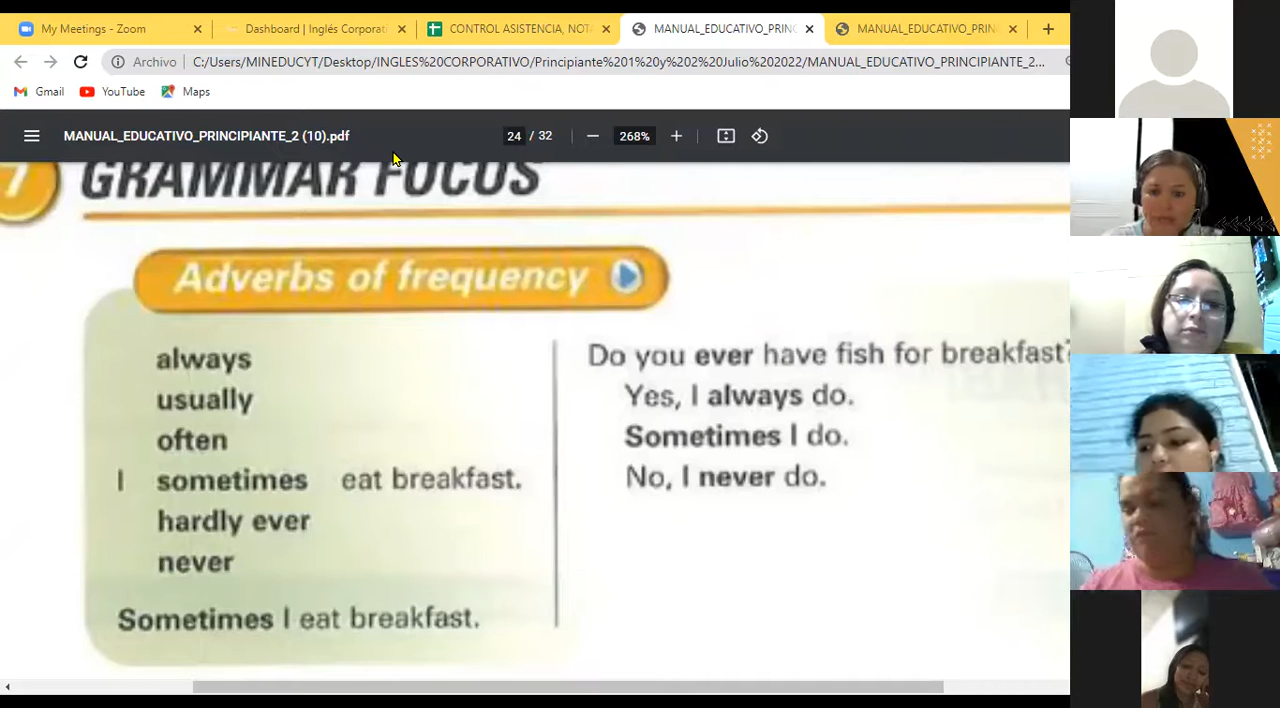 My Meetings - Zoom
Dashboard | Inglés Corporati
CONTROL ASISTENCIA, NOT
MANUAL_EDUCATIVO_PRINC
MANUAL_EDUCATIVO_PRIN
Archivo
C:/Users/MINEDUCYT/Desktop/INGLES%20CORPORATIVO/Principiante%201%20y%202%20Julio%202022/MANUAL_EDUCATIVO_PRINCIPIANTE_2...
Gmail
YouTube
Maps
MANUAL_EDUCATIVO_PRINCIPIANTE_2 (10).pdf
24 / 32
268%
7 GRAMMAR FOCUS
Adverbs of frequency
always
usually
often
I sometimes eat breakfast.
hardly ever
never
Sometimes I eat breakfast.
Do you ever have fish for breakfast?
Yes, I always do.
Sometimes I do.
No, I never do.